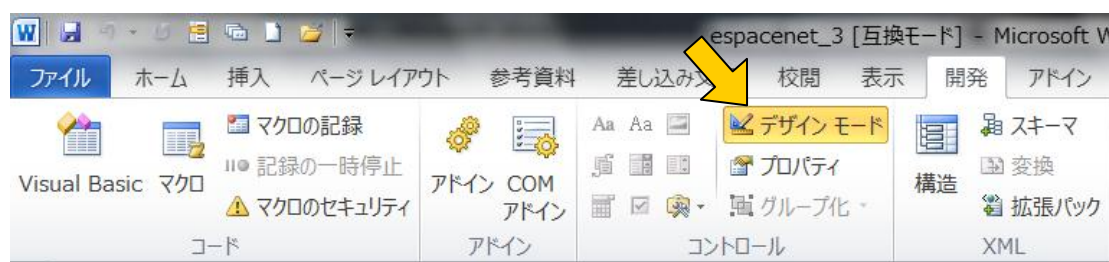 espacenet_3 [互換モード] - Microsoft W
ファイル ホーム 挿入 ページ レイアウト 参考資料 差し込み文 校閲 表示 開発 アドイン
Visual Basic
マクロ
マクロの記録
記録の一時停止
マクロのセキュリティ
コード
アドイン
COM
アドイン
アドイン
Aa Aa
デザイン モード
プロパティ
グループ化
コントロール
構造
スキーマ
変換
拡張パック
XML